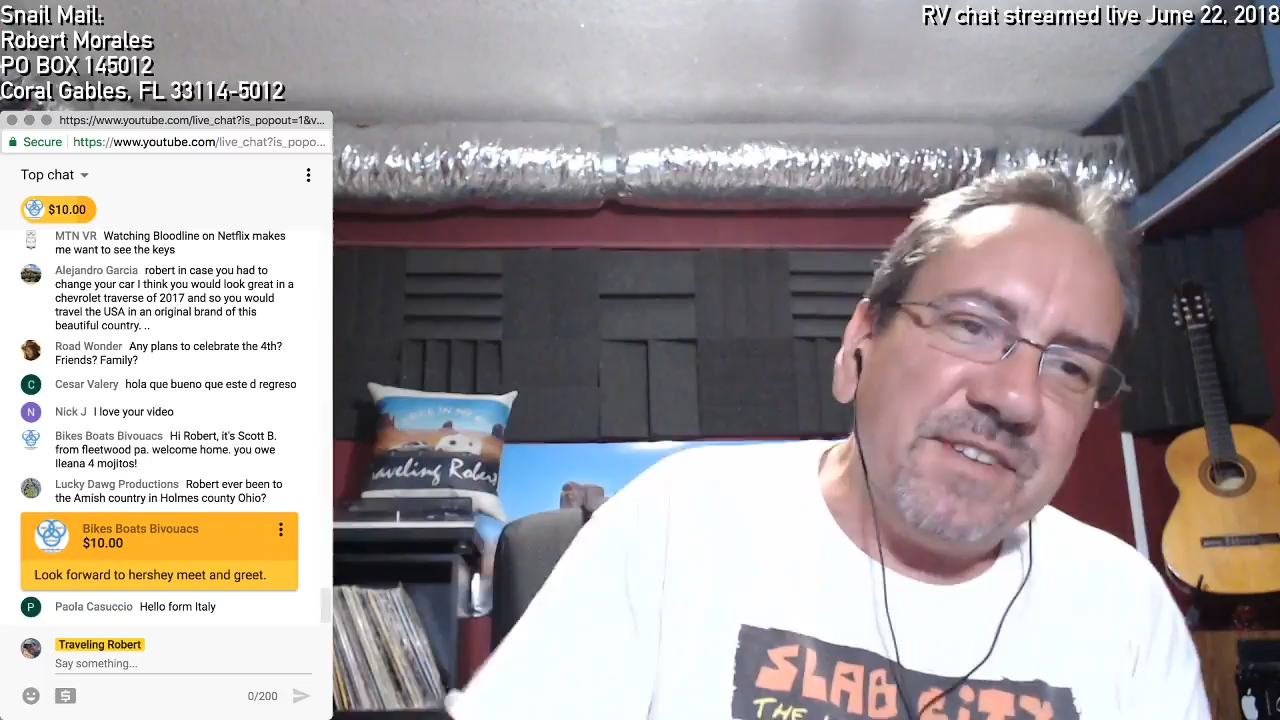 Snail Mail:
Robert Morales
PO BOX 145012
Coral Gables, FL 33114-5012
RV chat streamed live June 22, 2018
https://www.youtube.com/live_chat?is_popout=1&v...
Secure https://www.youtube.com/live_chat?is_popo...
Top chat
$10.00
MTN VR Watching Bloodline on Netflix makes
me want to see the keys
Alejandro Garcia robert in case you had to
change your car I think you would look great in a
chevrolet traverse of 2017 and so you would
travel the USA in an original brand of this
beautiful country. ..
Road Wonder Any plans to celebrate the 4th?
Friends? Family?
C
Cesar Valery hola que bueno que este d regreso
N
Nick J I love your video
Bikes Boats Bivouacs Hi Robert, it's Scott B.
from fleetwood pa. welcome home. you owe
Ileana 4 mojitos!
Lucky Dawg Productions Robert ever been to
the Amish country in Holmes county Ohio?
Bikes Boats Bivouacs
$10.00
Look forward to hershey meet and greet.
P
Paola Casuccio Hello form Italy
Traveling Robert
Say something...
0/200
Traveling Robe
SLAB CITY
THE